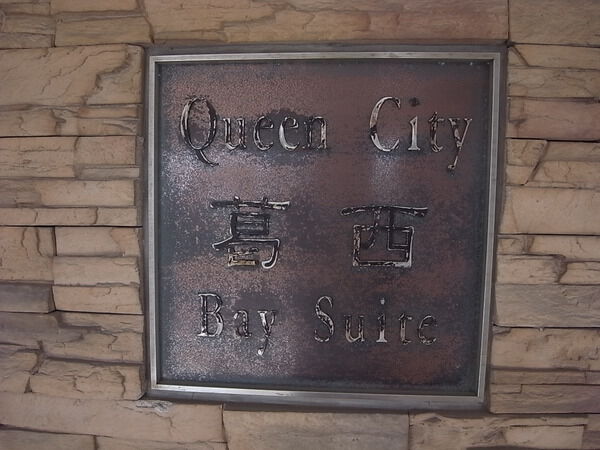 Queen City
葛西
Bay Suite